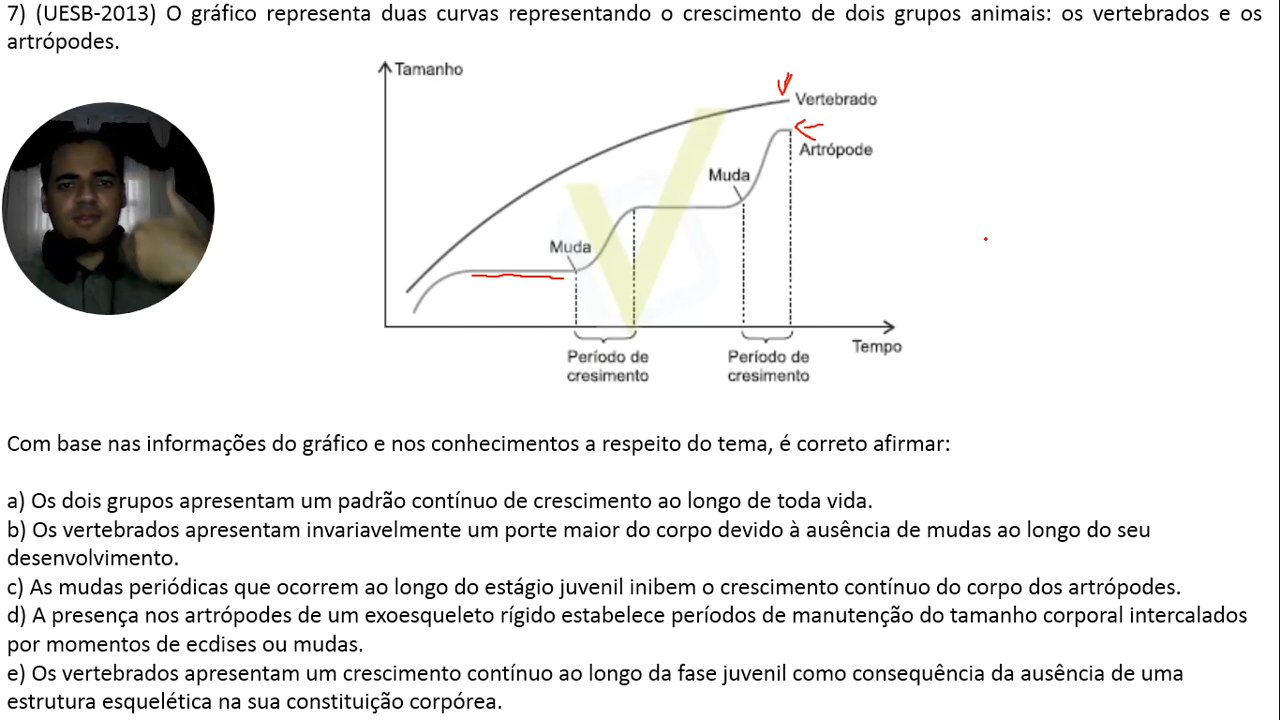 7) (UESB-2013) O gráfico representa duas curvas representando o crescimento de dois grupos animais: os vertebrados e os
artrópodes.
Tamanho
Vertebrado
Artrópode
Muda
Muda
Tempo
Período de
cresimento
Período de
cresimento
Com base nas informações do gráfico e nos conhecimentos a respeito do tema, é correto afirmar:
a) Os dois grupos apresentam um padrão contínuo de crescimento ao longo de toda vida.
b) Os vertebrados apresentam invariavelmente um porte maior do corpo devido à ausência de mudas ao longo do seu
desenvolvimento.
c) As mudas periódicas que ocorrem ao longo do estágio juvenil inibem o crescimento contínuo do corpo dos artrópodes.
d) A presença nos artrópodes de um exoesqueleto rígido estabelece períodos de manutenção do tamanho corporal intercalados
por momentos de ecdises ou mudas.
e) Os vertebrados apresentam um crescimento contínuo ao longo da fase juvenil como consequência da ausência de uma
estrutura esquelética na sua constituição corpórea.